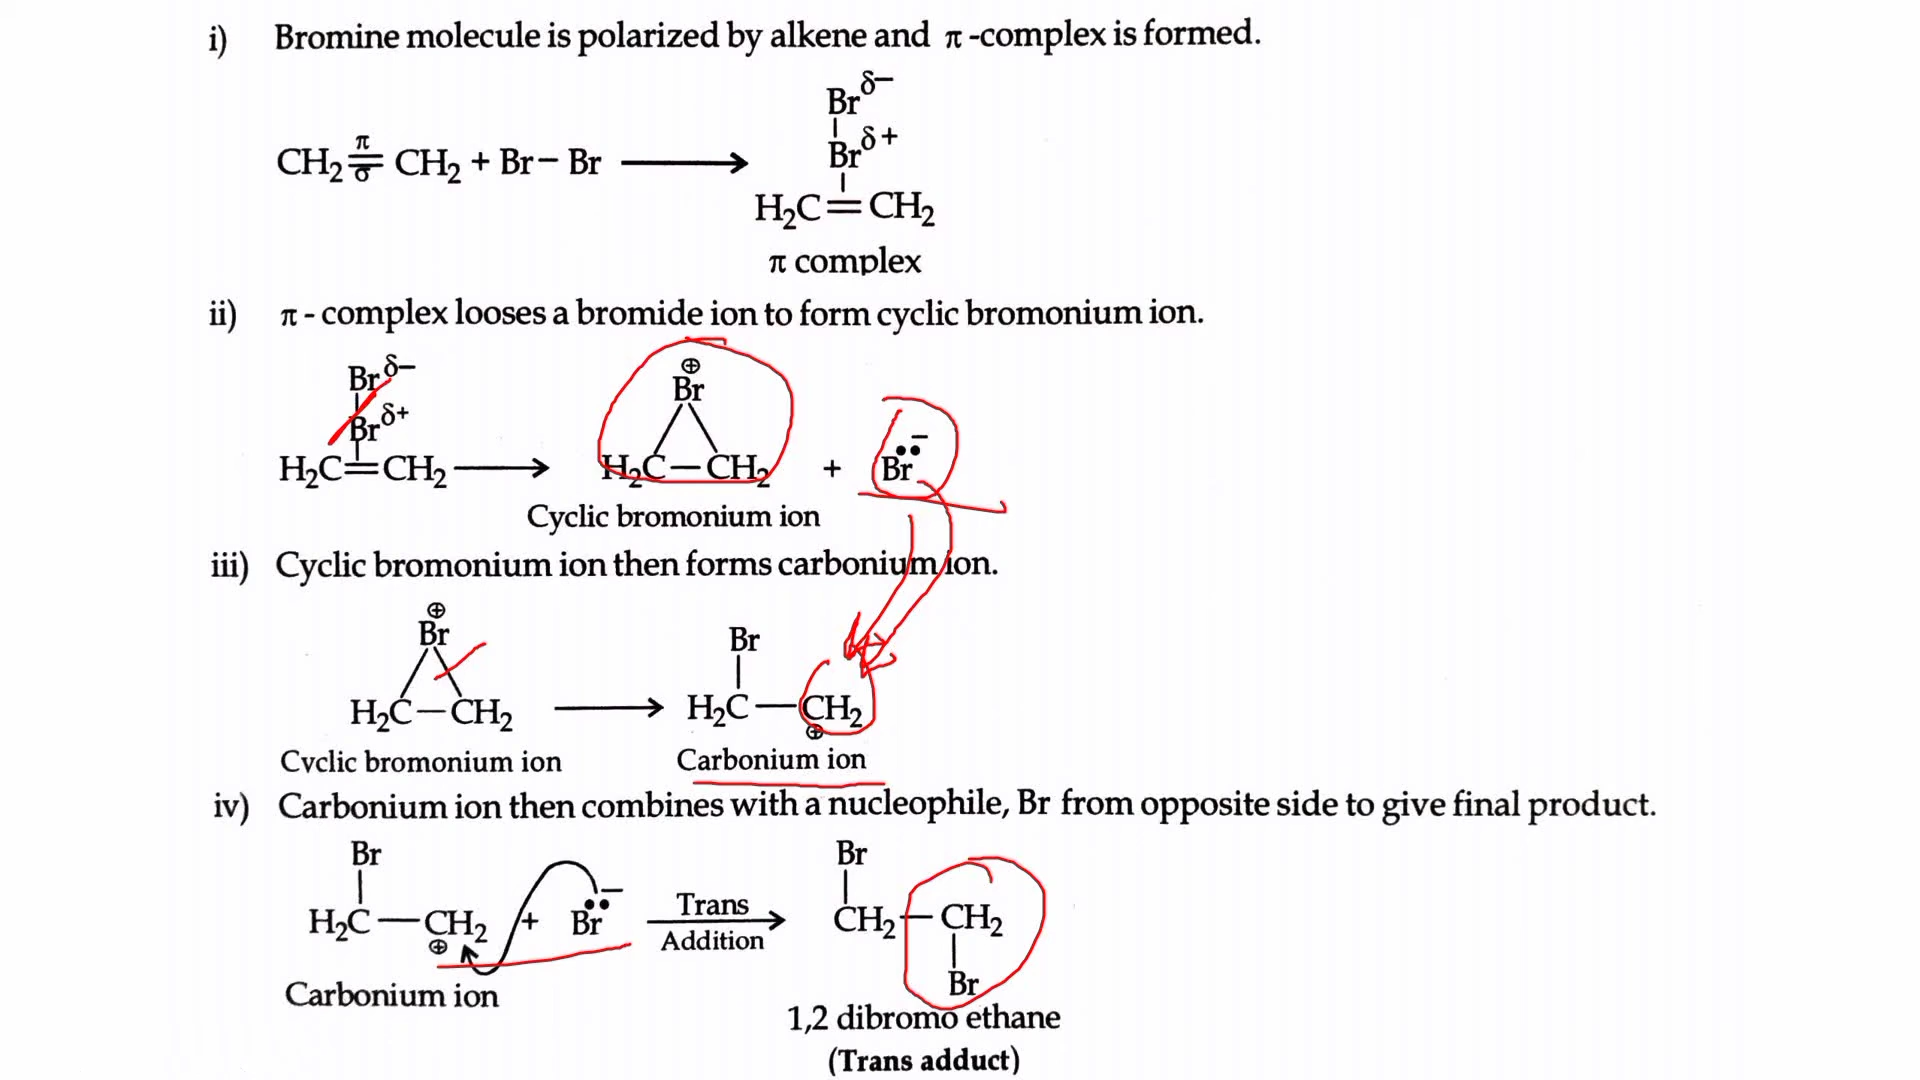 i) Bromine molecule is polarized by alkene and π -complex is formed.
Br δ−
Br δ+
CH₂ π = σ CH₂ + Br − Br ⟶
H₂C=CH₂
π complex
ii) π - complex looses a bromide ion to form cyclic bromonium ion.
⊕
Br δ−
Br
Br δ+
H₂C=CH₂ ⟶ H₂C−CH₂ + Br −
Cyclic bromonium ion
iii) Cyclic bromonium ion then forms carbonium ion.
⊕
Br
Br
H₂C−CH₂ ⟶ H₂C−CH₂
⊕
Cyclic bromonium ion Carbonium ion
iv) Carbonium ion then combines with a nucleophile, Br from opposite side to give final product.
Br
Br
H₂C−CH₂ + Br − Trans Addition ⟶ CH₂−CH₂
⊕
Br
Carbonium ion
1,2 dibromo ethane
(Trans adduct)